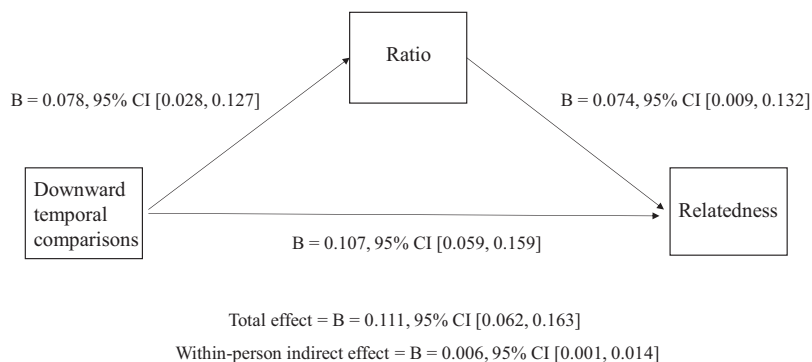 Ratio
B = 0.078, 95% CI [0.028, 0.127]
B = 0.074, 95% CI [0.009, 0.132]
Downward
temporal
comparisons
Relatedness
B = 0.107, 95% CI [0.059, 0.159]
Total effect = B = 0.111, 95% CI [0.062, 0.163]
Within-person indirect effect = B = 0.006, 95% CI [0.001, 0.014]